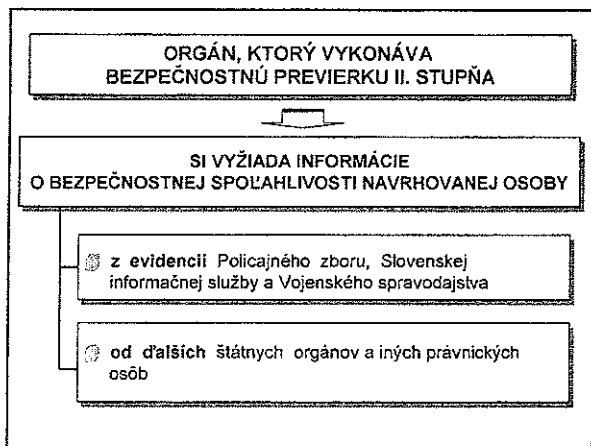 ORGÁN, KTORÝ VYKONÁVA
BEZPEČNOSTNÚ PREVIERKU II. STUPŇA
SI VYŽIADA INFORMÁCIE
O BEZPEČNOSTNEJ SPOĽAHLIVOSTI NAVRHOVANEJ OSOBY
z evidencií Policajného zboru, Slovenskej
informačnej služby a Vojenského spravodajstva
od ďalších štátnych orgánov a iných právnických
osôb